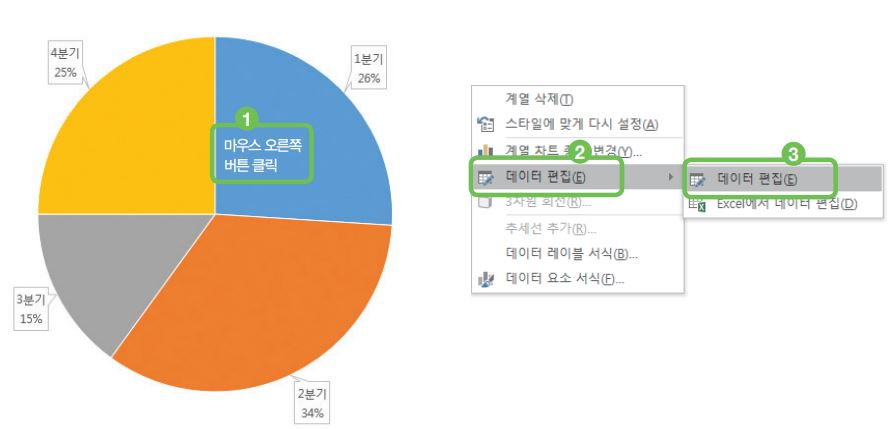 4분기
25%
1분기
26%
1
마우스 오른쪽
버튼 클릭
3분기
15%
2분기
34%
계열 삭제(T)
스타일에 맞게 다시 설정(A)
계열 차트 변경(Y)...
2
데이터 편집(E)
3차원 회전(R)...
추세선 추가(R)...
데이터 레이블 서식(B)...
데이터 요소 서식(F)...
3
데이터 편집(E)
Excel에서 데이터 편집(D)